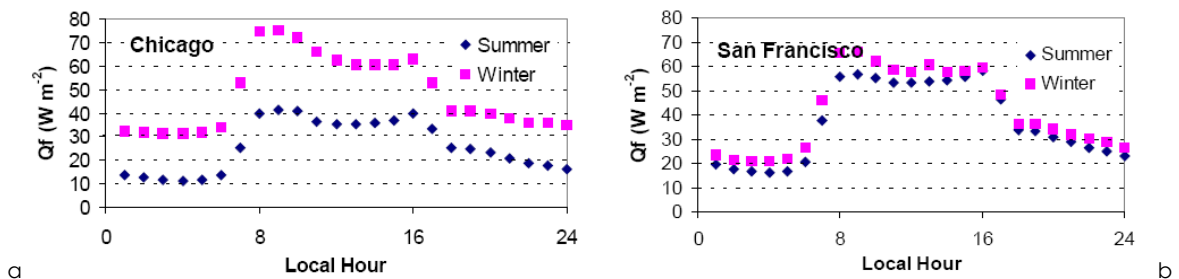 Chicago
Summer
Winter
Qf (W m-2)
80
70
60
50
40
30
20
10
0
0 8 16 24
Local Hour
a
San Francisco
Summer
Winter
Qf (W m-2)
80
70
60
50
40
30
20
10
0
0 8 16 24
Local Hour
b